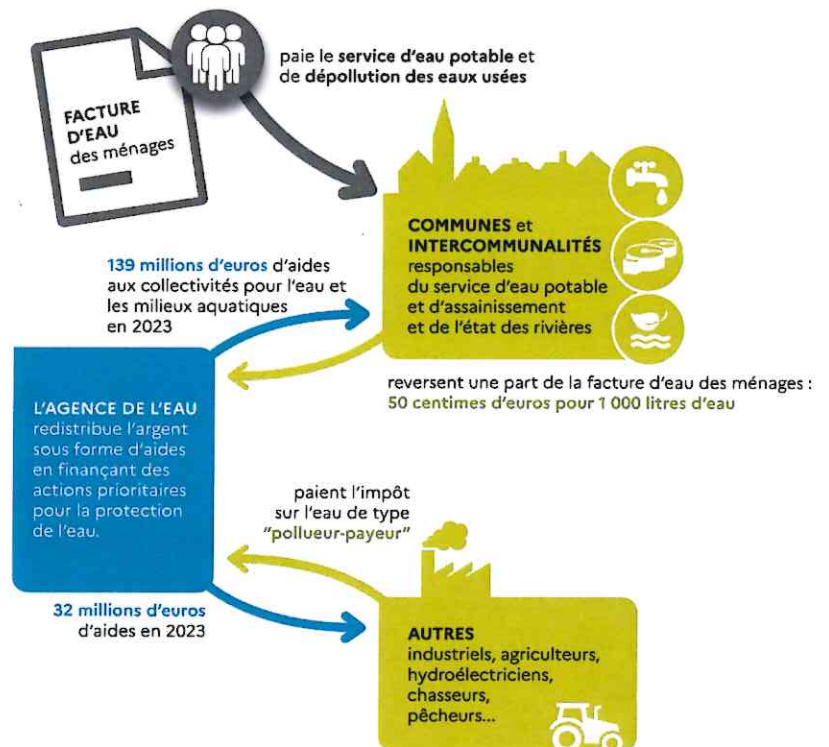 paie le service d'eau potable et
de dépollution des eaux usées
FACTURE
D'EAU
des ménages
COMMUNES et
INTERCOMMUNALITÉS
responsables
du service d'eau potable
et d'assainissement
et de l'état des rivières
139 millions d'euros d'aides
aux collectivités pour l'eau et
les milieux aquatiques
en 2023
reversent une part de la facture d'eau des ménages :
50 centimes d'euros pour 1 000 litres d'eau
L'AGENCE DE L'EAU
redistribue l'argent
sous forme d'aides
en finançant des
actions prioritaires
pour la protection
de l'eau.
paient l'impôt
sur l'eau de type
"pollueur-payeur"
32 millions d'euros
d'aides en 2023
AUTRES
industriels, agriculteurs,
hydroélectriciens,
chasseurs,
pêcheurs...